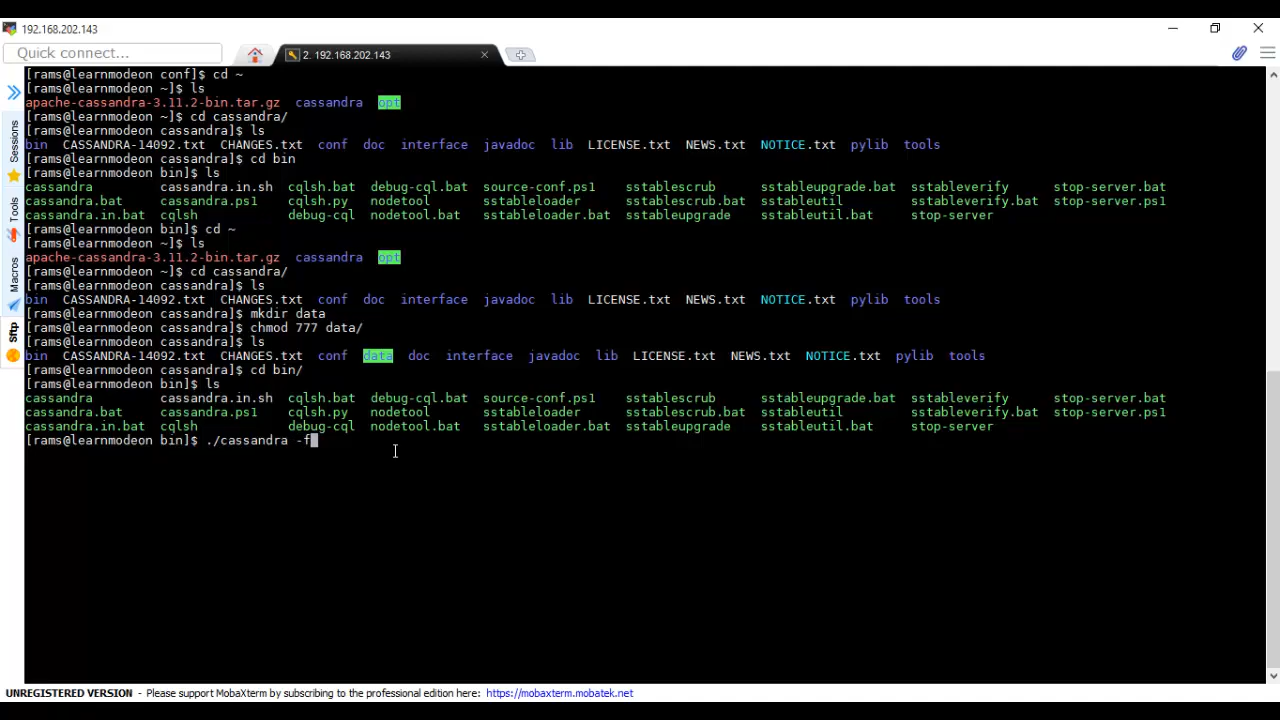 192.168.202.143
Quick connect...
2. 192.168.202.143
[rams@learnmodeon conf]$ cd ~
[rams@learnmodeon ~]$ ls
apache-cassandra-3.11.2-bin.tar.gz cassandra opt
[rams@learnmodeon ~]$ cd cassandra/
[rams@learnmodeon cassandra]$ ls
bin CASSANDRA-14092.txt CHANGES.txt conf doc interface javadoc lib LICENSE.txt NEWS.txt NOTICE.txt pylib tools
[rams@learnmodeon cassandra]$ cd bin
[rams@learnmodeon bin]$ ls
cassandra cassandra.in.sh cqlsh.bat debug-cql.bat source-conf.ps1 sstablescrub sstableupgrade.bat sstableverify stop-server.bat
cassandra.bat cassandra.ps1 cqlsh.py nodetool sstableloader sstablescrub.bat sstableutil sstableverify.bat stop-server.ps1
cassandra.in.bat cqlsh debug-cql nodetool.bat sstableloader.bat sstableupgrade sstableutil.bat stop-server
[rams@learnmodeon bin]$ cd ~
[rams@learnmodeon ~]$ ls
apache-cassandra-3.11.2-bin.tar.gz cassandra opt
[rams@learnmodeon ~]$ cd cassandra/
[rams@learnmodeon cassandra]$ ls
bin CASSANDRA-14092.txt CHANGES.txt conf doc interface javadoc lib LICENSE.txt NEWS.txt NOTICE.txt pylib tools
[rams@learnmodeon cassandra]$ mkdir data
[rams@learnmodeon cassandra]$ chmod 777 data/
[rams@learnmodeon cassandra]$ ls
bin CASSANDRA-14092.txt CHANGES.txt conf data doc interface javadoc lib LICENSE.txt NEWS.txt NOTICE.txt pylib tools
[rams@learnmodeon cassandra]$ cd bin/
[rams@learnmodeon bin]$ ls
cassandra cassandra.in.sh cqlsh.bat debug-cql.bat source-conf.ps1 sstablescrub sstableupgrade.bat sstableverify stop-server.bat
cassandra.bat cassandra.ps1 cqlsh.py nodetool sstableloader sstablescrub.bat sstableutil sstableverify.bat stop-server.ps1
cassandra.in.bat cqlsh debug-cql nodetool.bat sstableloader.bat sstableupgrade sstableutil.bat stop-server
[rams@learnmodeon bin]$ ./cassandra -f
Sessions
Tools
Macros
Sftp
UNREGISTERED VERSION - Please support MobaXterm by subscribing to the professional edition here: https://mobaxterm.mobatek.net